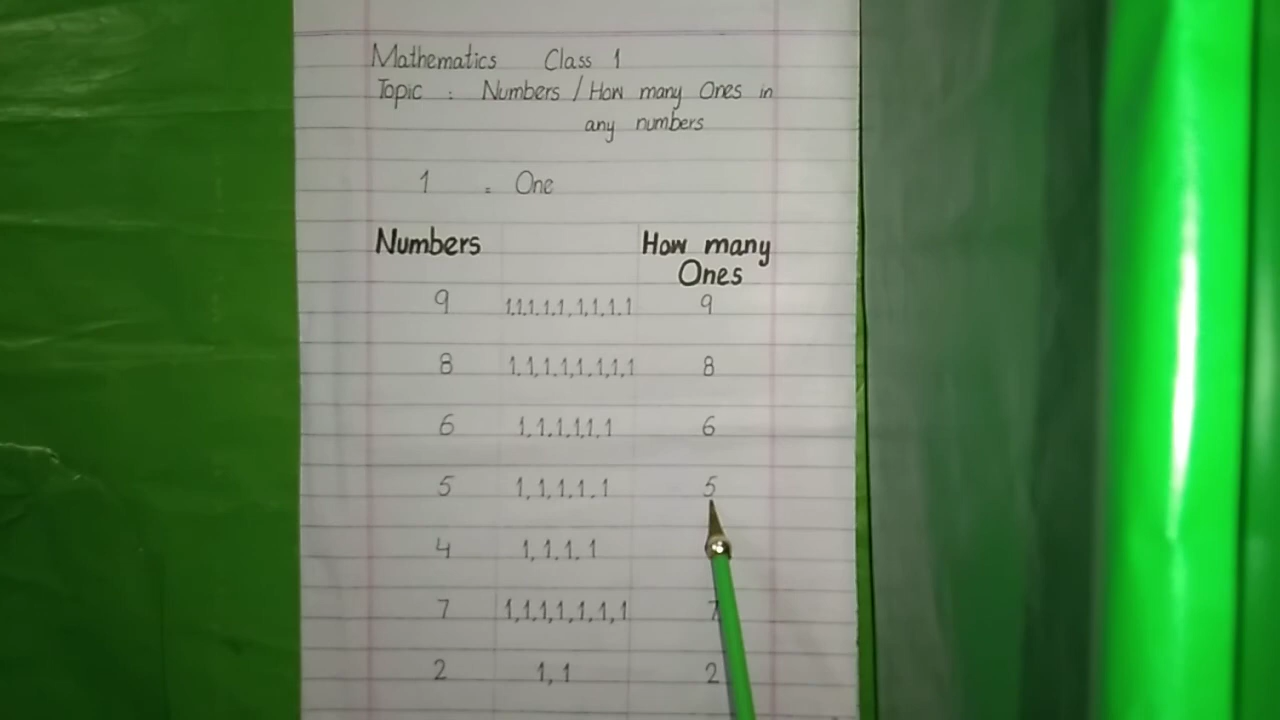 Mathematics Class 1
Topic : Numbers / How many Ones in
any numbers
1 = One
Numbers How many
Ones
9 1,1,1,1,1,1,1,1,1 9
8 1,1,1,1,1,1,1,1 8
6 1,1,1,1,1,1 6
5 1,1,1,1,1 5
4 1,1,1,1
7 1,1,1,1,1,1,1 7
2 1,1 2